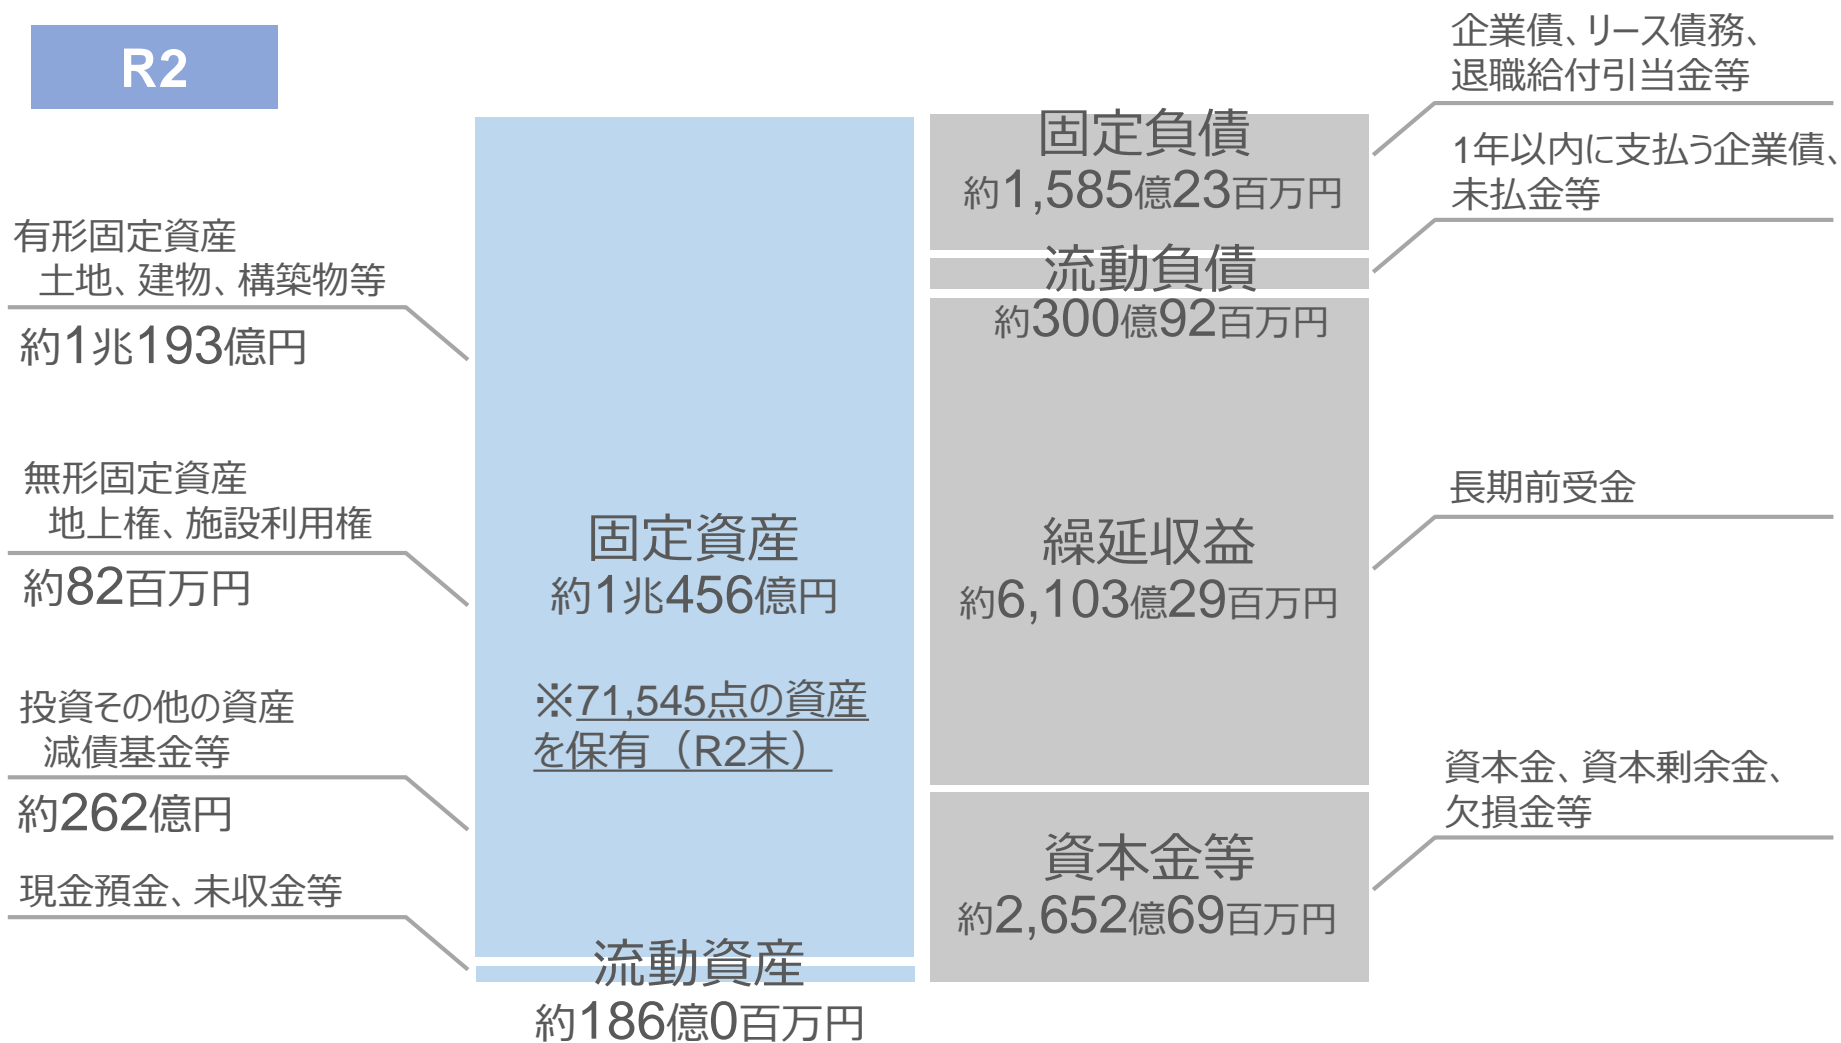 R2
有形固定資産
土地、建物、構築物等
約1兆193億円
無形固定資産
地上権、施設利用権
約82百万円
投資その他の資産
減債基金等
約262億円
現金預金、未収金等
固定資産
約1兆456億円
※71,545点の資産
を保有（R2末）
流動資産
約186億0百万円
固定負債
約1,585億23百万円
流動負債
約300億92百万円
繰延収益
約6,103億29百万円
資本金等
約2,652億69百万円
企業債、リース債務、
退職給付引当金等
1年以内に支払う企業債、
未払金等
長期前受金
資本金、資本剰余金、
欠損金等